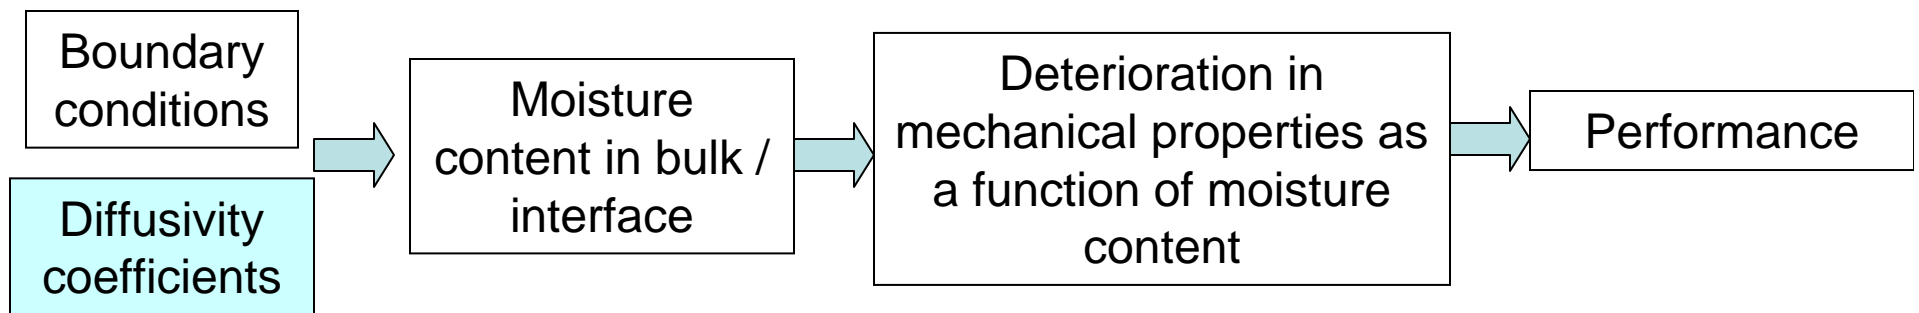 Boundary
conditions
Diffusivity
coefficients
Moisture
content in bulk /
interface
Deterioration in
mechanical properties as
a function of moisture
content
Performance